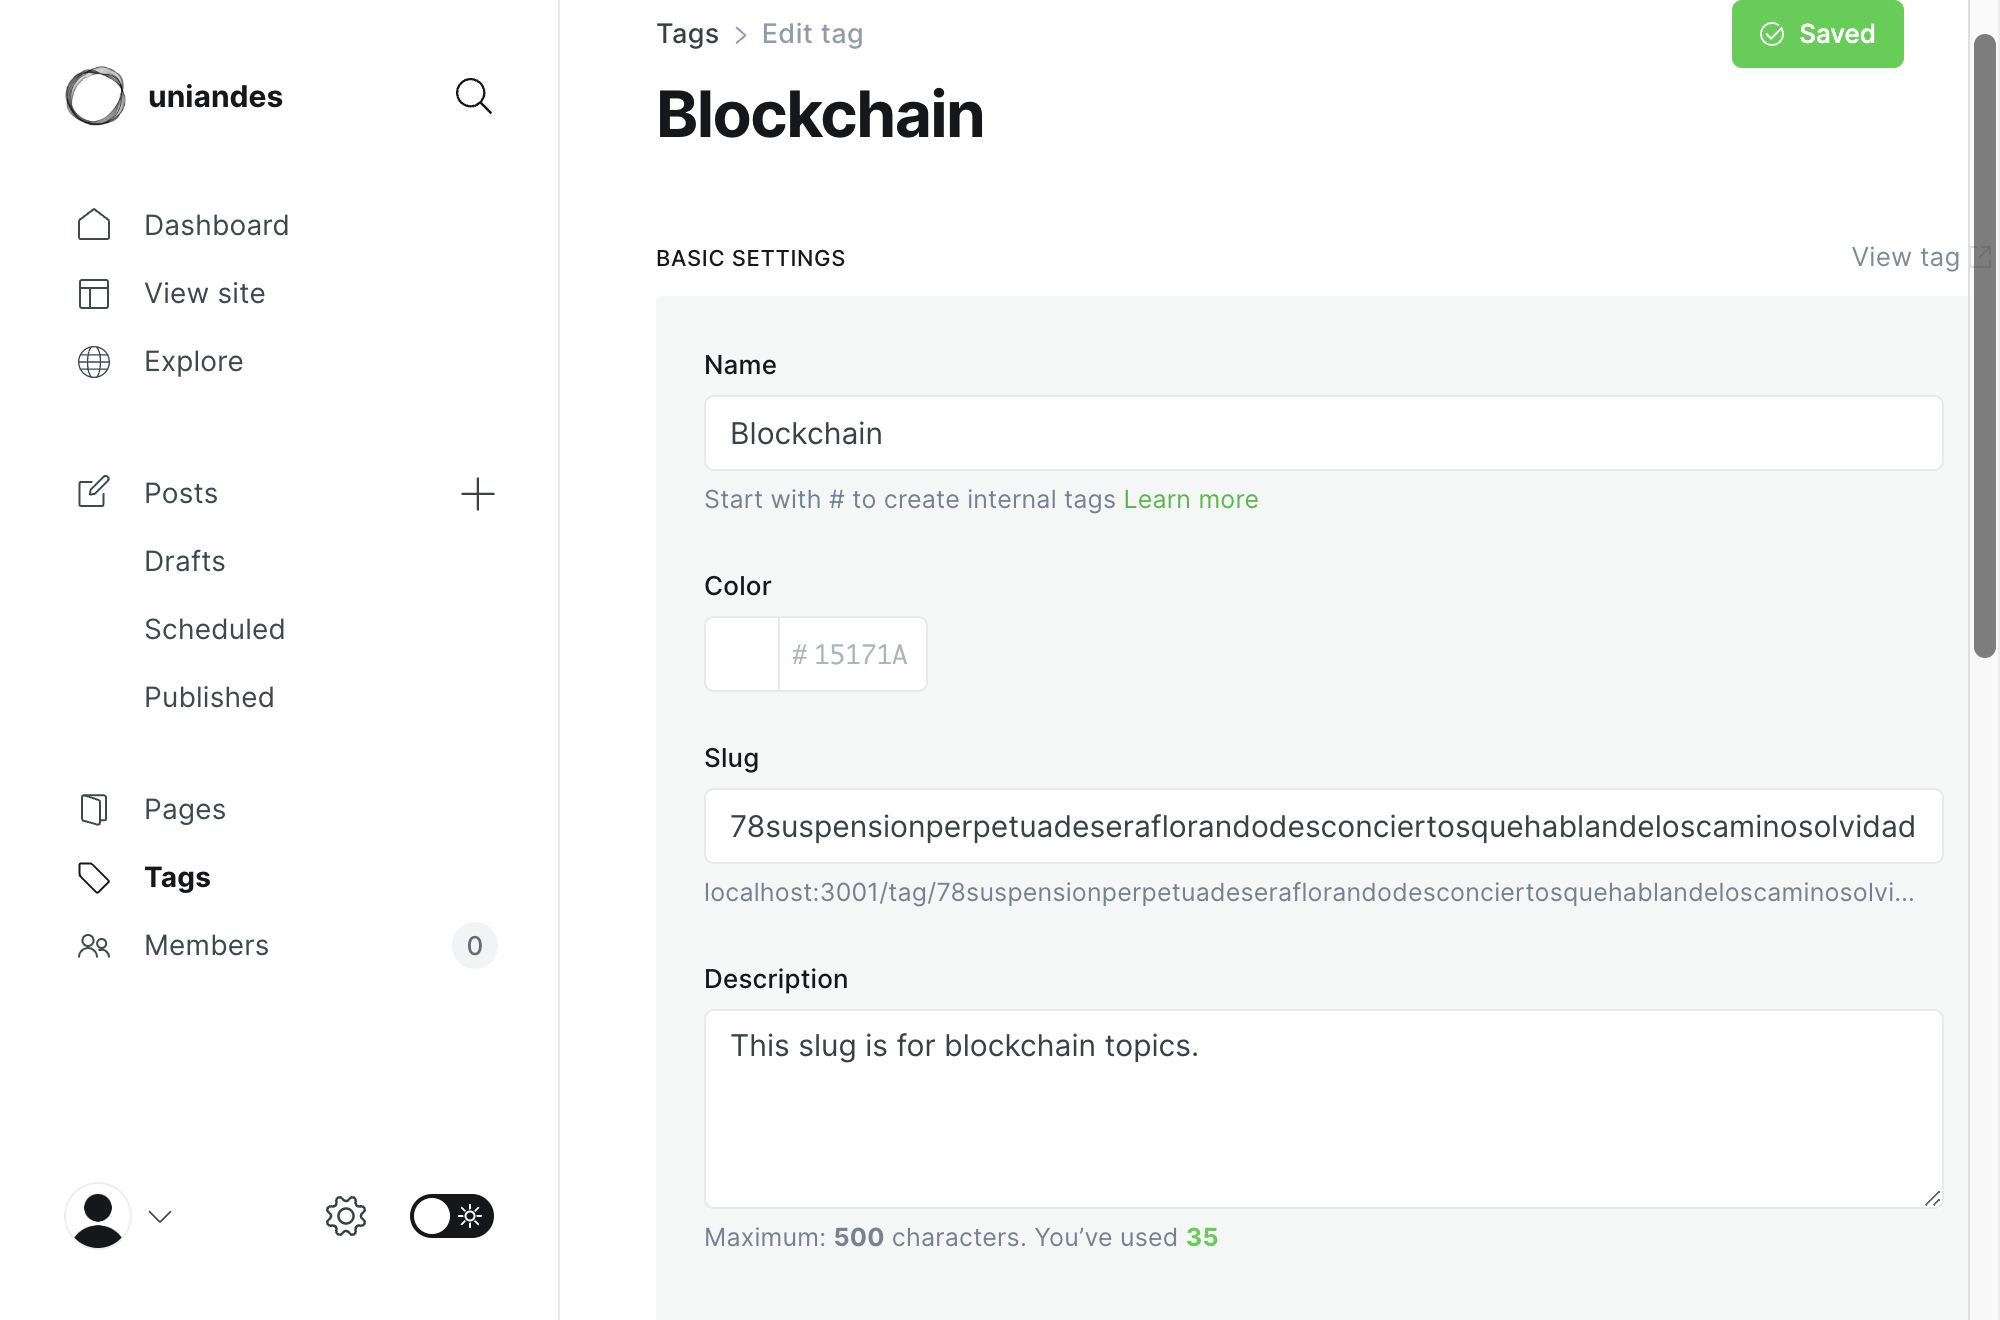 uniandes
Dashboard
View site
Explore
Posts
Drafts
Scheduled
Published
Pages
Tags
Members
0
Tags > Edit tag
Saved
Blockchain
BASIC SETTINGS
View tag
Name
Blockchain
Start with # to create internal tags Learn more
Color
# 15171A
Slug
78suspensionperpetuadeseraflorandodesconciertosquehablandeloscaminosolvidad
localhost:3001/tag/78suspensionperpetuadeseraflorandodesconciertosquehablandeloscaminosolvi...
Description
This slug is for blockchain topics.
Maximum: 500 characters. You’ve used 35